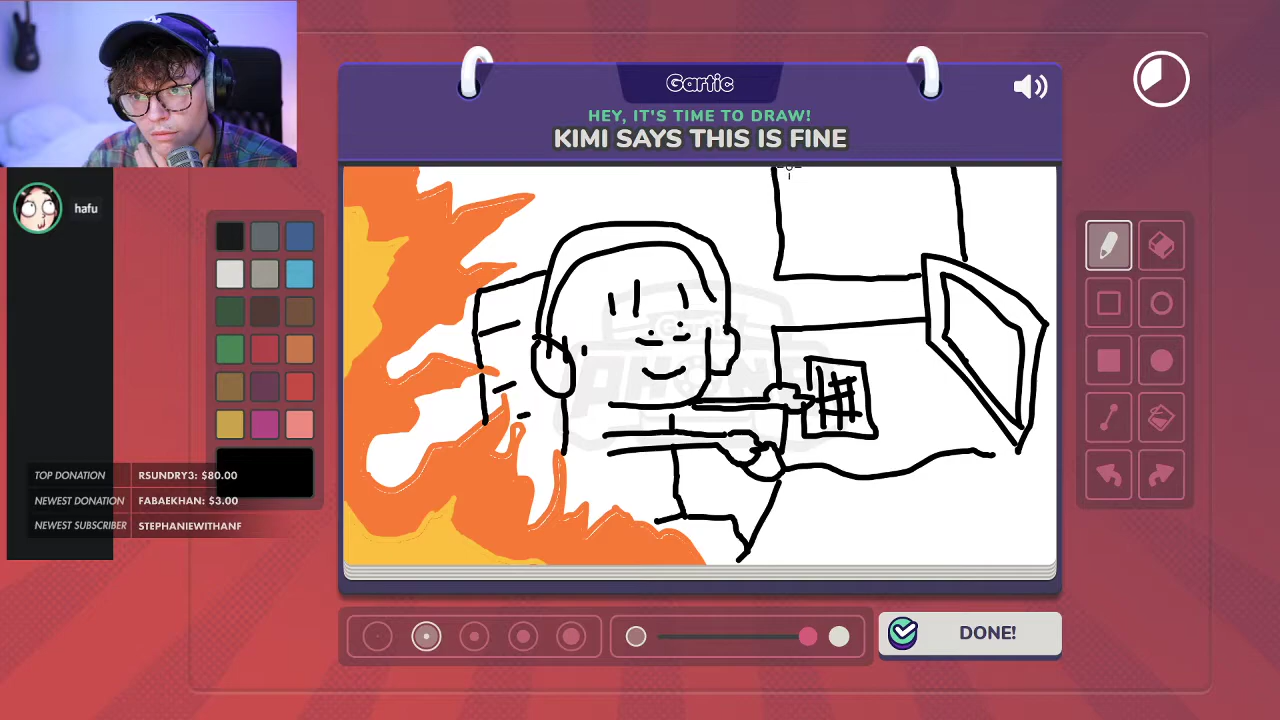 Gartic
HEY, IT'S TIME TO DRAW!
KIMI SAYS THIS IS FINE
hafu
TOP DONATION RSUNDRY3: $80.00
NEWEST DONATION FABAEKHAN: $3.00
NEWEST SUBSCRIBER STEPHANIEWITHANF
DONE!